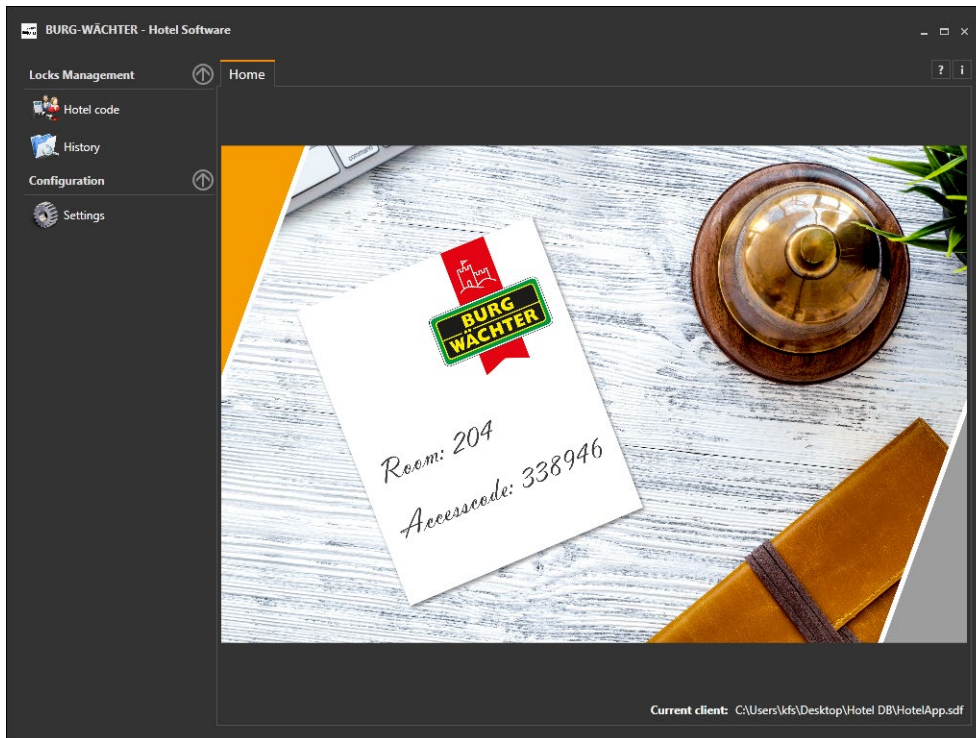 BURG-WÄCHTER - Hotel Software
Locks Management
Hotel code
History
Configuration
Settings
Home
? i
command
BURG
WÄCHTER
Room: 204
Accesscode: 338946
Current client: C:\Users\kfs\Desktop\Hotel DB\HotelApp.sdf